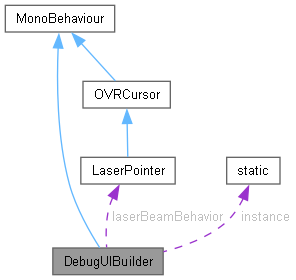 MonoBehaviour
OVRCursor
LaserPointer
static
laserBeamBehavior
instance
DebugUIBuilder